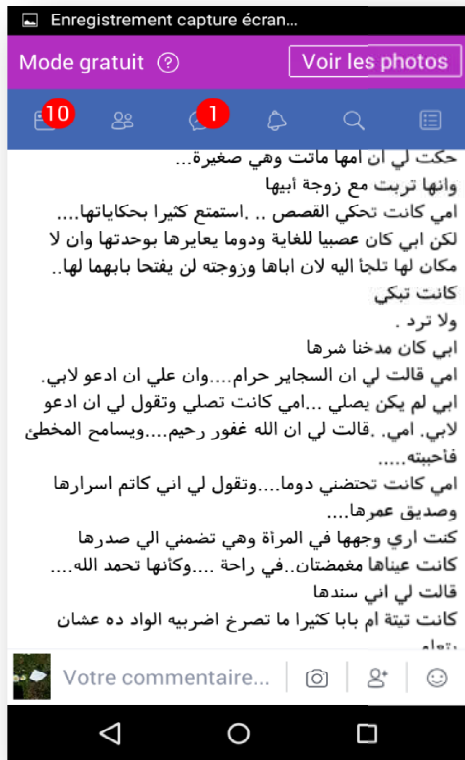 Enregistrement capture écran...
Mode gratuit ? Voir les photos
10 1
حكت لي ان امها ماتت وهي صغيرة...
وانها تربت مع زوجة أبيها
امي كانت تحكي القصص .. .استمتع كثيرا بحكاياتها....
لكن ابي كان عصبيا للغاية ودوما يعايرها بوحدتها وان لا
مكان لها تلجأ اليه لان اباها وزوجته لن يفتحا بابهما لها..
كانت تبكي
ولا ترد .
ابي كان مدخنا شرها
امي قالت لي ان السجاير حرام....وان علي ان ادعو لابي.
ابي لم يكن يصلي ...امي كانت تصلي وتقول لي ان ادعو
لابي. امي. .قالت لي ان الله غفور رحيم....ويسامح المخطئ
فأحببته.....
امي كانت تحتضني دوما....وتقول لي اني كاتم اسرارها
وصديق عمرها....
كنت اري وجهها في المرأة وهي تضمني الي صدرها
كانت عيناها مغمضتان..في راحة ....وكأنها تحمد الله....
قالت لي اني سندها
كانت تيتة ام بابا كثيرا ما تصرخ اضربيه الواد ده عشان
Votre commentaire...